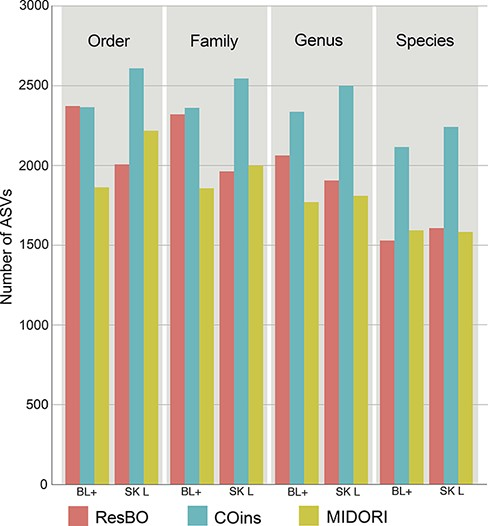 3000
Order Family Genus Species
2500
2000
1500
1000
500
0
Number of ASVs
BL+ SK L BL+ SK L BL+ SK L BL+ SK L
ResBO COins MIDORI